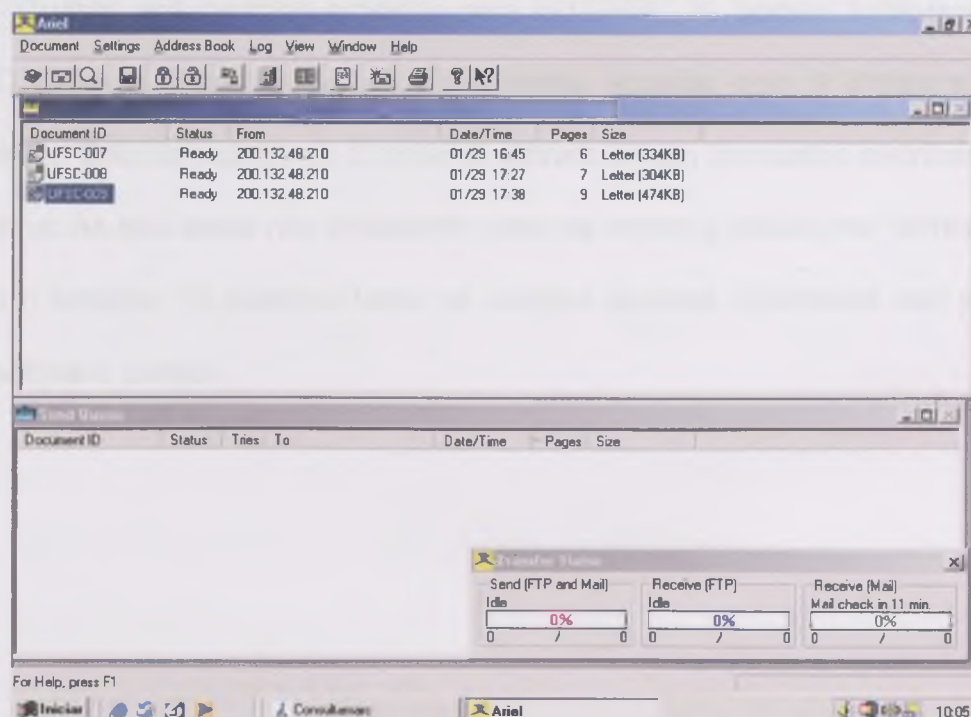 Ariel
Document Settings Address Book Log View Window Help
Document ID Status From Date/Time Pages Size
UFSC-007 Ready 200.132.48.210 01/29 16:45 6 Letter (334KB)
UFSC-008 Ready 200.132.48.210 01/29 17:27 7 Letter (304KB)
Ready 200.132.48.210 01/29 17:38 9 Letter (474KB)
Send Queue
Document ID Status Tries To Date/Time Pages Size
Transfer Status
Send (FTP and Mail) Receive (FTP) Receive (Mail)
Idle Idle Mail check in 11 min.
0% 0% 0%
0 / 0 0 / 0 0 / 0
For Help, press F1
Iniciar Ariel 10:05